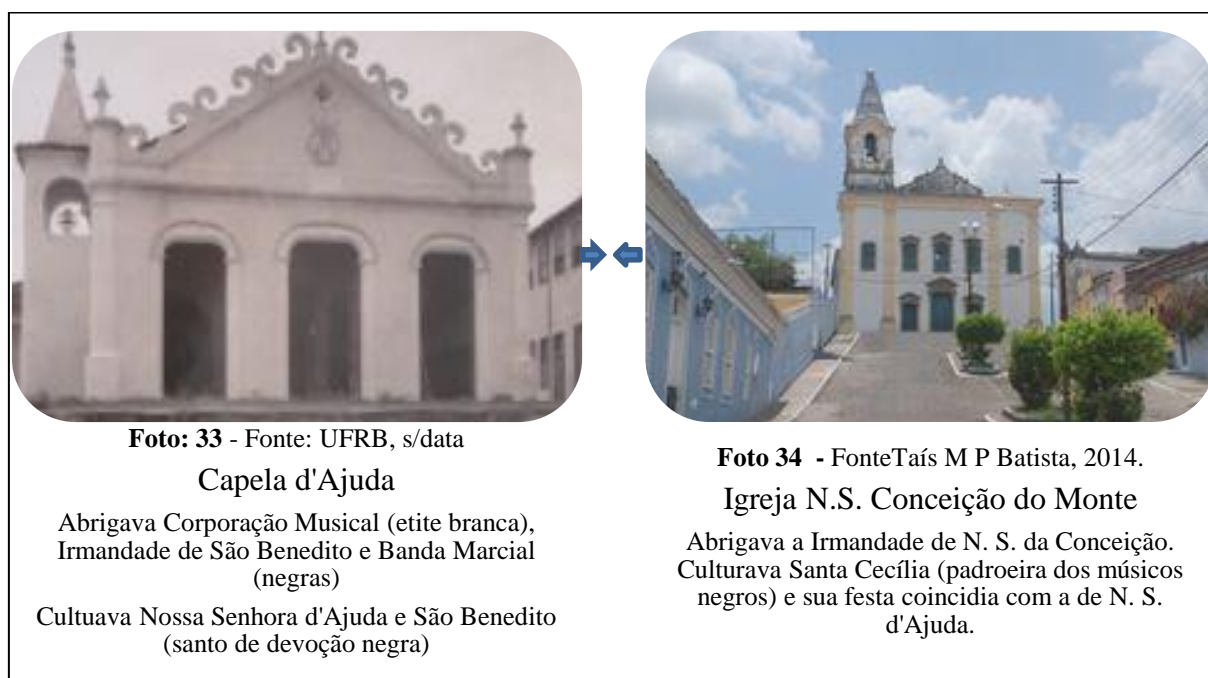 Foto: 33 - Fonte: UFRB, s/data
Capela d'Ajuda
Abrigava Corporação Musical (etite branca),
Irmandade de São Benedito e Banda Marcial
(negras)
Cultuava Nossa Senhora d'Ajuda e São Benedito
(santo de devoção negra)
Foto 34 - FonteTaís M P Batista, 2014.
Igreja N.S. Conceição do Monte
Abrigava a Irmandade de N. S. da Conceição.
Culturava Santa Cecília (padroeira dos músicos
negros) e sua festa coincidia com a de N. S.
d'Ajuda.